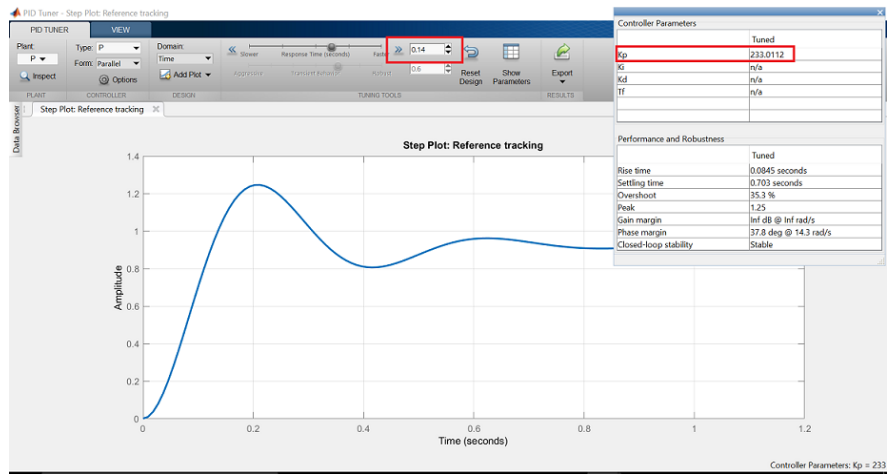 PID Tuner - Step Plot: Reference tracking
PID TUNER VIEW
Plant: Type: P Domain:
P Form: Parallel Time
Inspect Options Add Plot
Slower Response Time (seconds) Faster 0.14
Aggressive Transient Behavior Robust 0.6
Reset Design Show Parameters Export
PLANT CONTROLLER DESIGN TUNING TOOLS RESULTS
Step Plot: Reference tracking
Data Browser
Controller Parameters
Tuned
Kp 233.0112
Ki n/a
Kd n/a
Tf n/a
Performance and Robustness
Tuned
Rise time 0.0845 seconds
Settling time 0.703 seconds
Overshoot 35.3 %
Peak 1.25
Gain margin Inf dB @ Inf rad/s
Phase margin 37.8 deg @ 14.3 rad/s
Closed-loop stability Stable
Step Plot: Reference tracking
1.4
1.2
1
0.8
0.6
0.4
0.2
0
Amplitude
0 0.2 0.4 0.6 0.8 1 1.2
Time (seconds)
Controller Parameters: Kp = 233